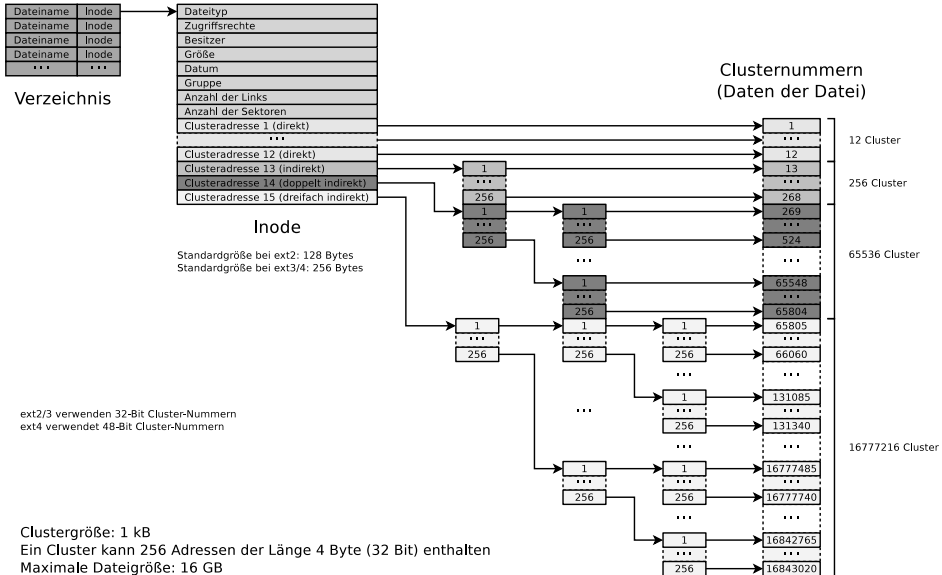 Dateiname Inode
Dateiname Inode
Dateiname Inode
Dateiname Inode
... ...
Verzeichnis
Dateityp
Zugriffsrechte
Besitzer
Größe
Datum
Gruppe
Anzahl der Links
Anzahl der Sektoren
Clusteradresse 1 (direkt)
...
Clusteradresse 12 (direkt)
Clusteradresse 13 (indirekt)
Clusteradresse 14 (doppelt indirekt)
Clusteradresse 15 (dreifach indirekt)
Inode
Standardgröße bei ext2: 128 Bytes
Standardgröße bei ext3/4: 256 Bytes
1
...
256
1
...
256
1
...
256
1
...
256
1
...
256
1
...
256
1
...
256
...
1
...
256
1
...
256
...
1
...
256
...
1
...
256
...
1
...
256
Clusternummern
(Daten der Datei)
1
...
12
13
...
268
269
...
524
...
65548
...
65804
65805
...
66060
...
131085
...
131340
...
16777485
...
16777740
...
16842765
...
16843020
12 Cluster
256 Cluster
65536 Cluster
16777216 Cluster
ext2/3 verwenden 32-Bit Cluster-Nummern
ext4 verwendet 48-Bit Cluster-Nummern
Clustergröße: 1 kB
Ein Cluster kann 256 Adressen der Länge 4 Byte (32 Bit) enthalten
Maximale Dateigröße: 16 GB